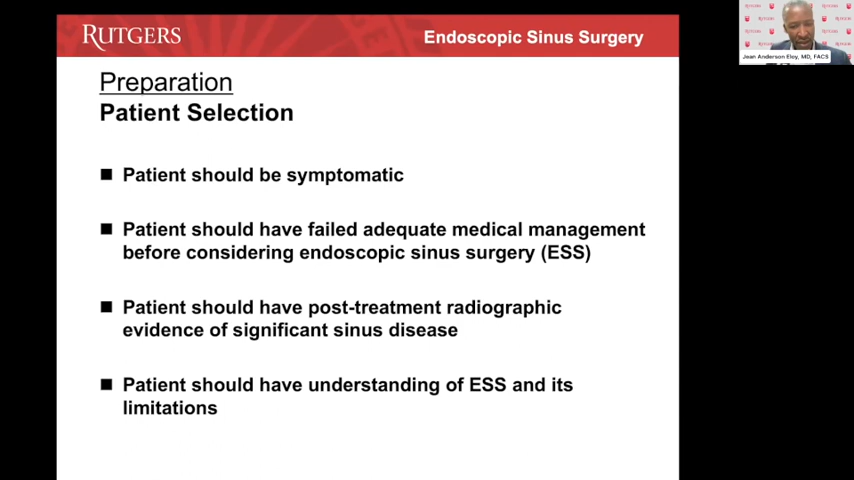 RUTGERS
Endoscopic Sinus Surgery
Jean Anderson Eloy, MD, FACS
Preparation
Patient Selection
■ Patient should be symptomatic
■ Patient should have failed adequate medical management
before considering endoscopic sinus surgery (ESS)
■ Patient should have post-treatment radiographic
evidence of significant sinus disease
■ Patient should have understanding of ESS and its
limitations